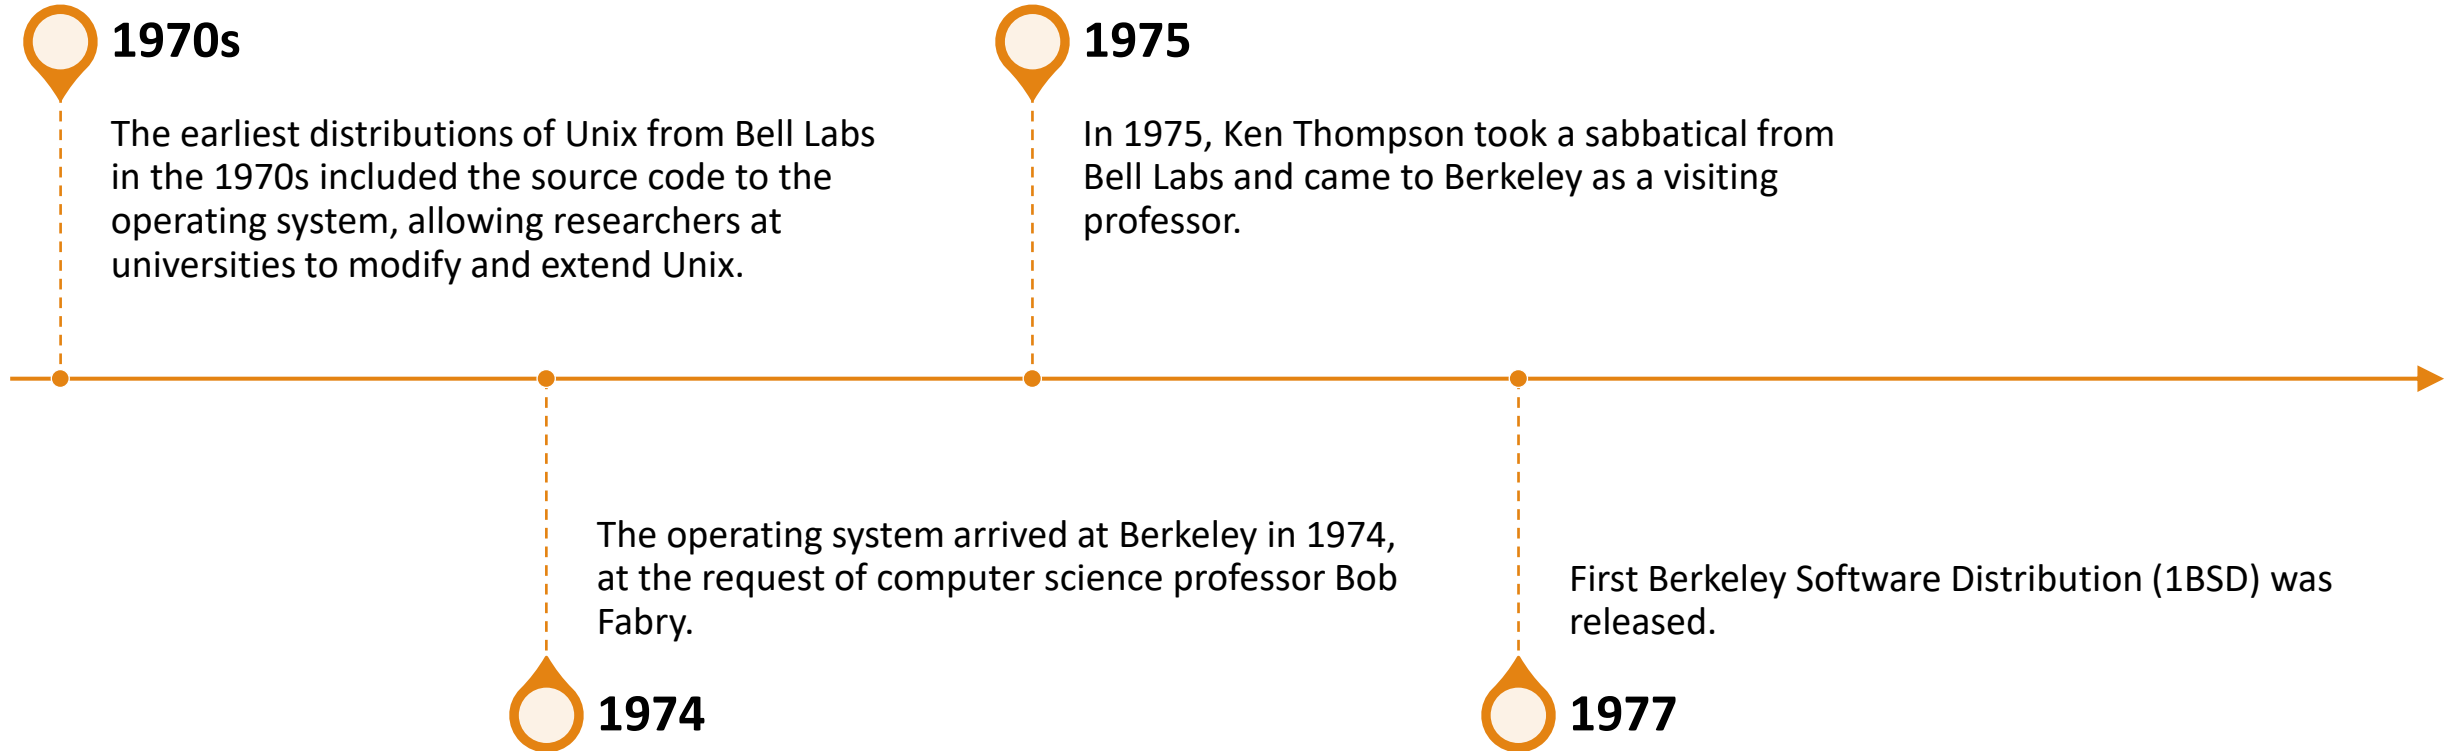 1970s
The earliest distributions of Unix from Bell Labs
in the 1970s included the source code to the
operating system, allowing researchers at
universities to modify and extend Unix.
The operating system arrived at Berkeley in 1974,
at the request of computer science professor Bob
Fabry.
1974
1975
In 1975, Ken Thompson took a sabbatical from
Bell Labs and came to Berkeley as a visiting
professor.
First Berkeley Software Distribution (1BSD) was
released.
1977